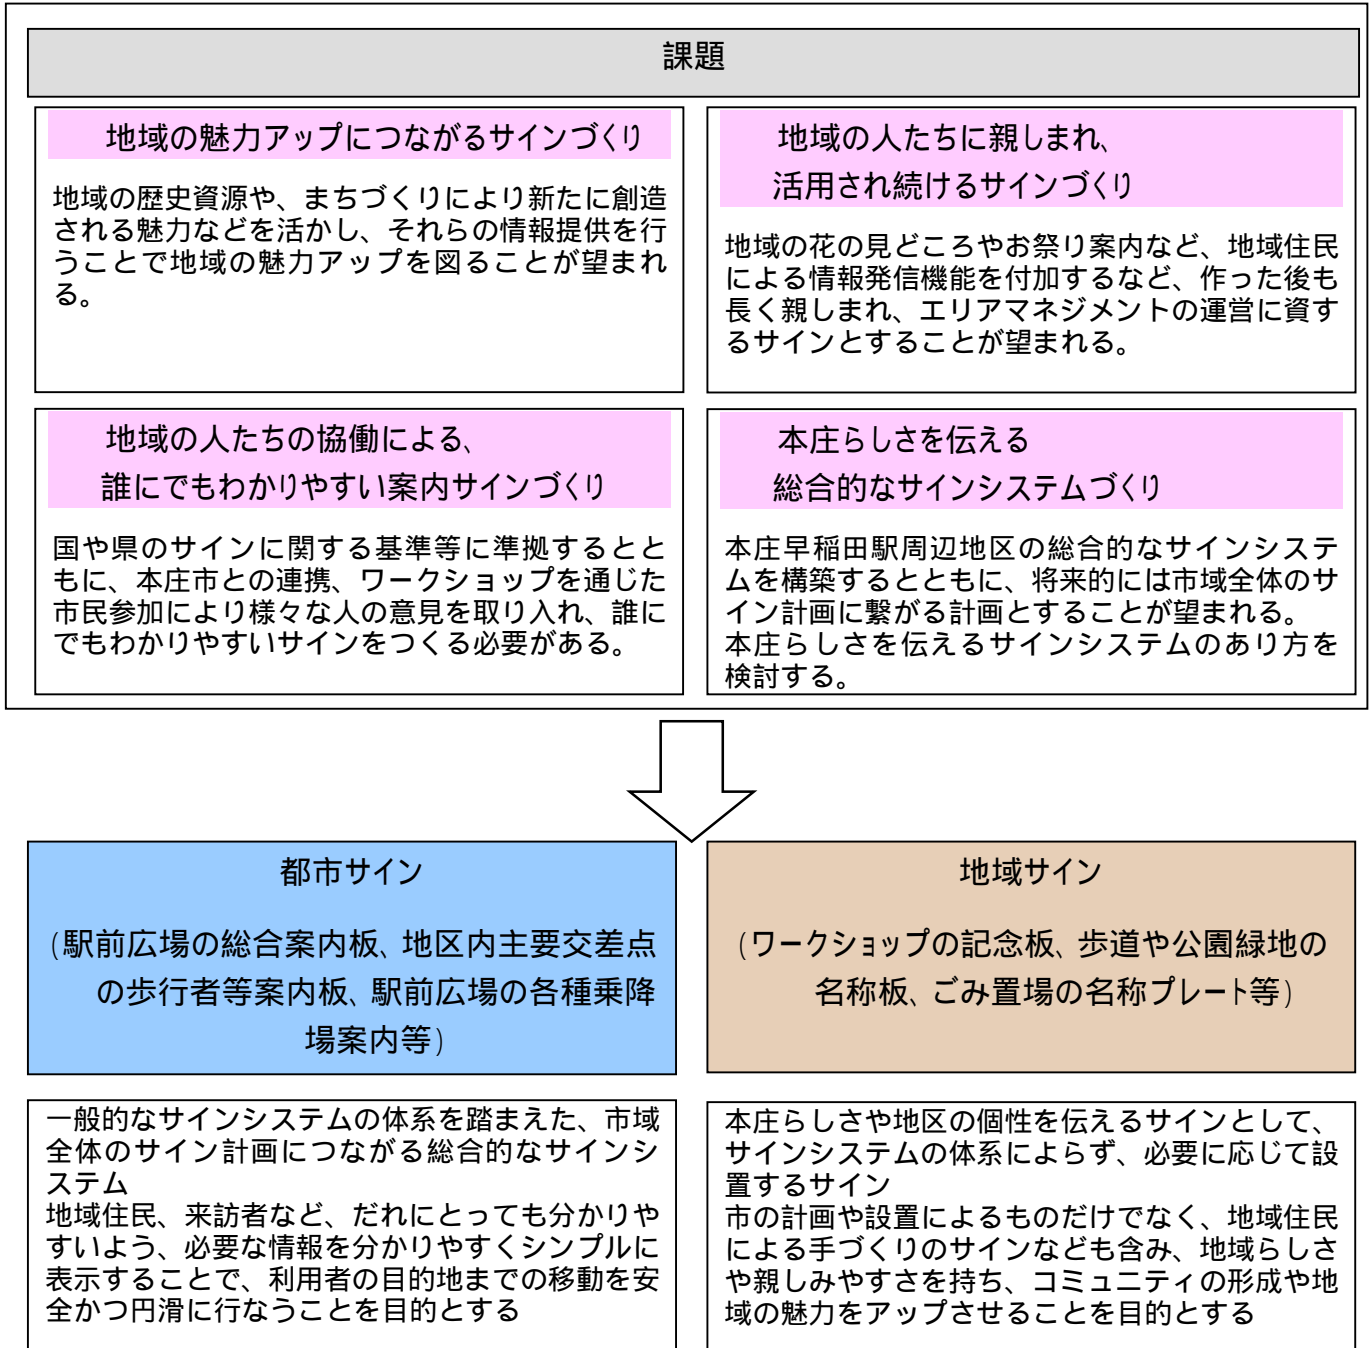 課題
地域の魅力アップにつながるサインづくり
地域の歴史資源や、まちづくりにより新たに創造
される魅力などを活かし、それらの情報提供を行
うことで地域の魅力アップを図ることが望まれ
る。
地域の人たちに親しまれ、
活用され続けるサインづくり
地域の花の見どころやお祭り案内など、地域住民
による情報発信機能を付加するなど、作った後も
長く親しまれ、エリアマネジメントの運営に資す
るサインとすることが望まれる。
地域の人たちの協働による、
誰にでもわかりやすい案内サインづくり
国や県のサインに関する基準等に準拠するとと
もに、本庄市との連携、ワークショップを通じた
市民参加により様々な人の意見を取り入れ、誰に
でもわかりやすいサインをつくる必要がある。
本庄らしさを伝える
総合的なサインシステムづくり
本庄早稲田駅周辺地区の総合的なサインシステ
ムを構築するとともに、将来的には市域全体のサ
イン計画に繋がる計画とすることが望まれる。
本庄らしさを伝えるサインシステムのあり方を
検討する。
都市サイン
(駅前広場の総合案内板、地区内主要交差点
の歩行者等案内板、駅前広場の各種乗降
場案内等)
地域サイン
(ワークショップの記念板、歩道や公園緑地の
名称板、ごみ置場の名称プレート等)
一般的なサインシステムの体系を踏まえた、市域
全体のサイン計画につながる総合的なサインシ
ステム
地域住民、来訪者など、だれにとっても分かりや
すいよう、必要な情報を分かりやすくシンプルに
表示することで、利用者の目的地までの移動を安
全かつ円滑に行なうことを目的とする
本庄らしさや地区の個性を伝えるサインとして、
サインシステムの体系によらず、必要に応じて設
置するサイン
市の計画や設置によるものだけでなく、地域住民
による手づくりのサインなども含み、地域らしさ
や親しみやすさを持ち、コミュニティの形成や地
域の魅力をアップさせることを目的とする